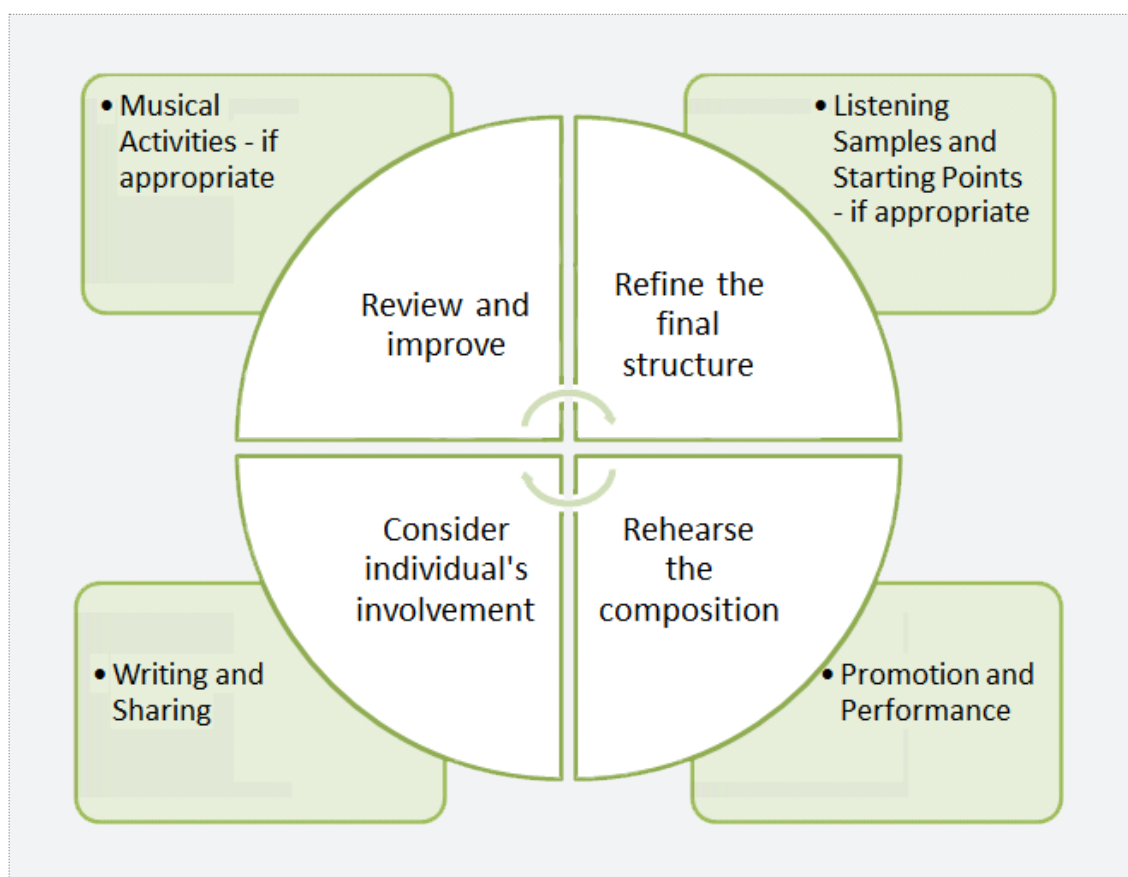 • Musical
Activities - if
appropriate
• Listening
Samples and
Starting Points
- if appropriate
Review and
improve
Refine the
final
structure
Consider
individual's
involvement
Rehearse
the
composition
• Writing and
Sharing
• Promotion and
Performance